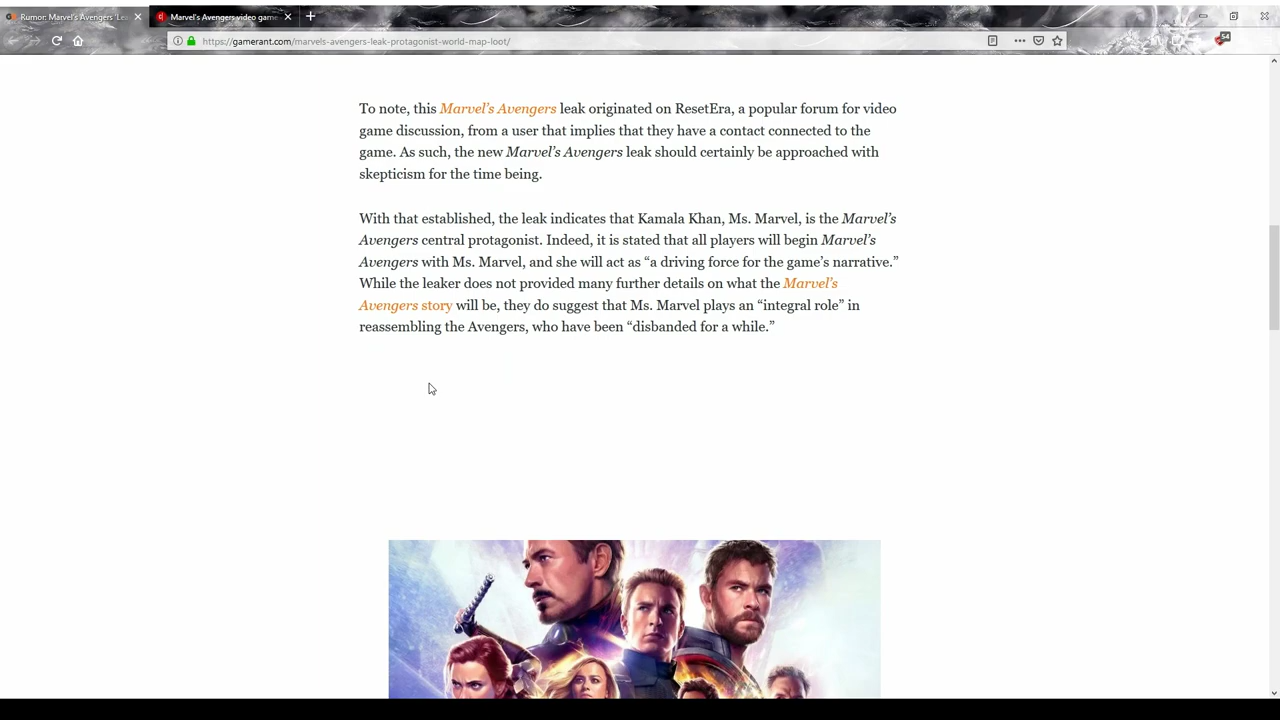 Rumor: Marvel's Avengers 'Lea
Marvel's Avengers video game
https://gamerant.com/marvels-avengers-leak-protagonist-world-map-loot/
54
To note, this Marvel's Avengers leak originated on ResetEra, a popular forum for video
game discussion, from a user that implies that they have a contact connected to the
game. As such, the new Marvel's Avengers leak should certainly be approached with
skepticism for the time being.
With that established, the leak indicates that Kamala Khan, Ms. Marvel, is the Marvel's
Avengers central protagonist. Indeed, it is stated that all players will begin Marvel's
Avengers with Ms. Marvel, and she will act as “a driving force for the game's narrative.”
While the leaker does not provided many further details on what the Marvel's
Avengers story will be, they do suggest that Ms. Marvel plays an “integral role” in
reassembling the Avengers, who have been “disbanded for a while.”